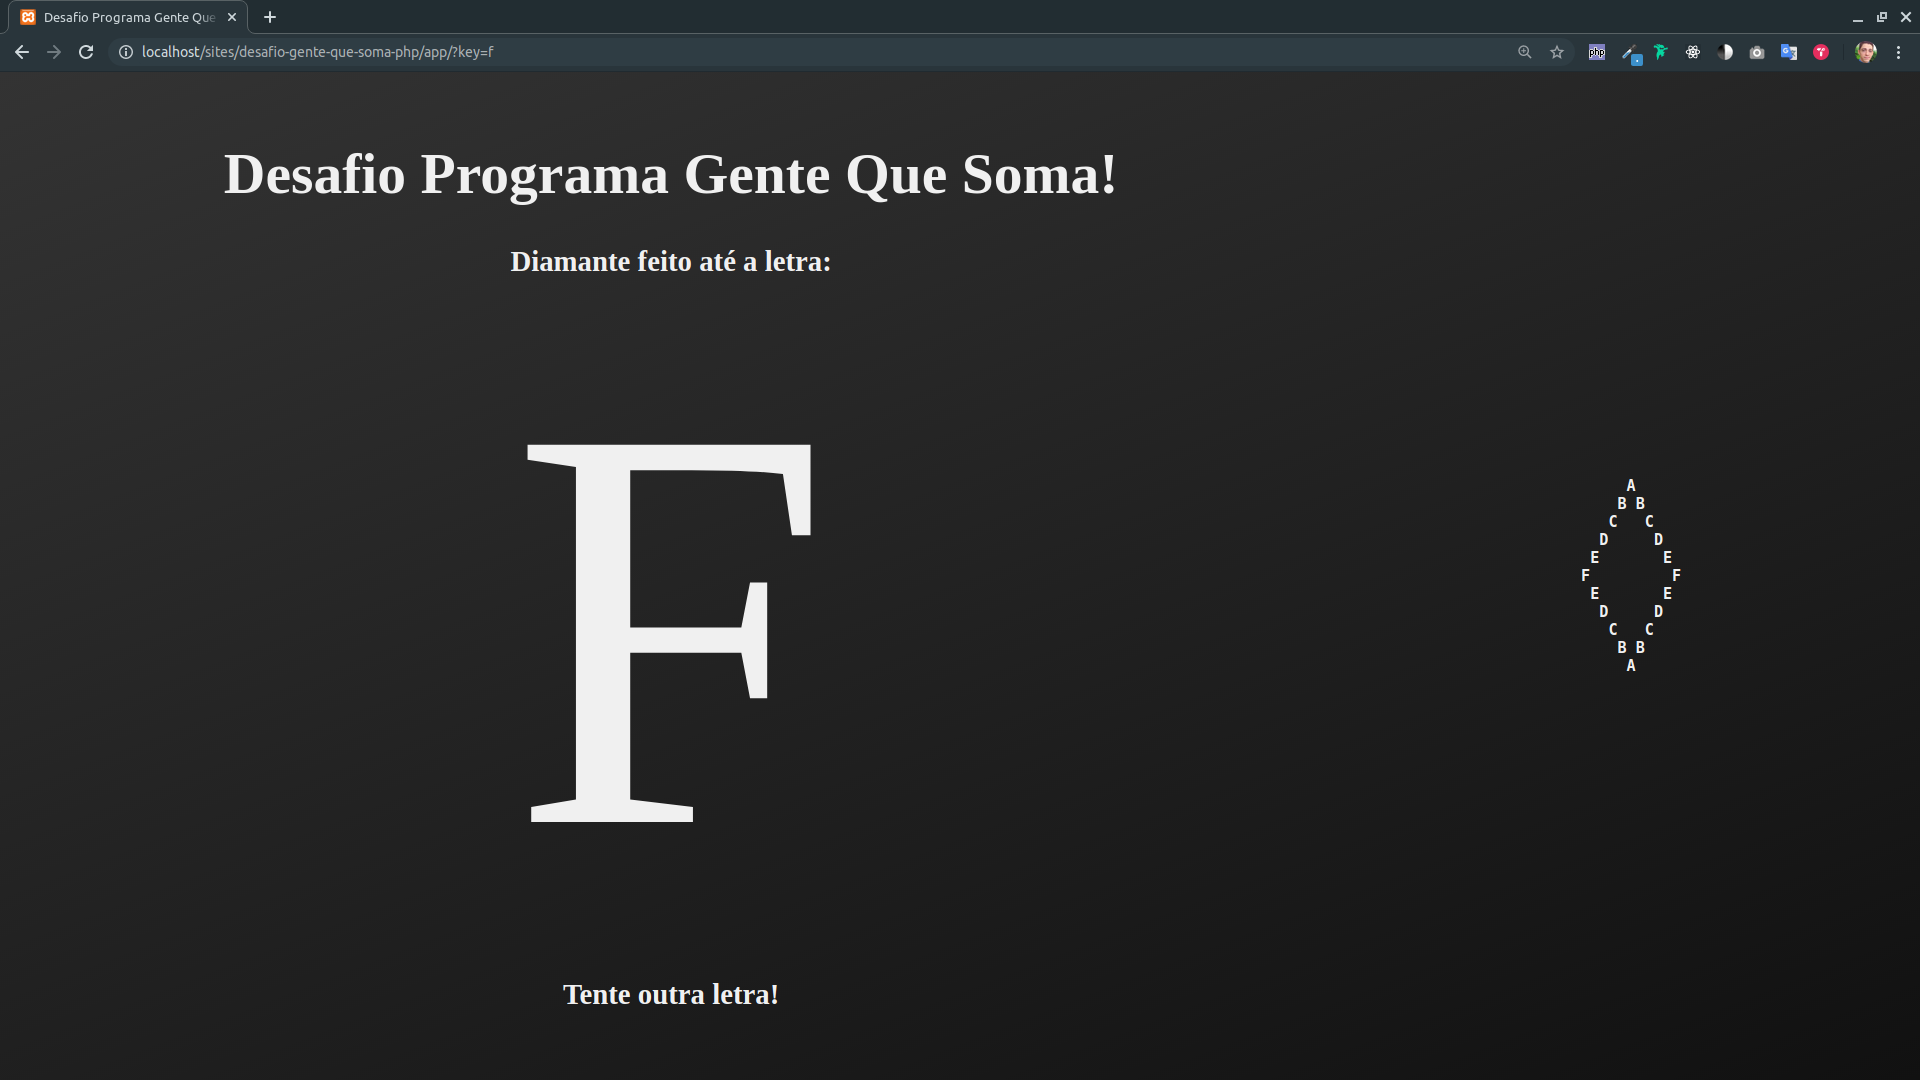 Desafio Programa Gente Que
localhost/sites/desafio-gente-que-soma-php/app/?key=f
php
Desafio Programa Gente Que Soma!
Diamante feito até a letra:
F
A
B B
C C
D D
E E
F F
E E
D D
C C
B B
A
Tente outra letra!